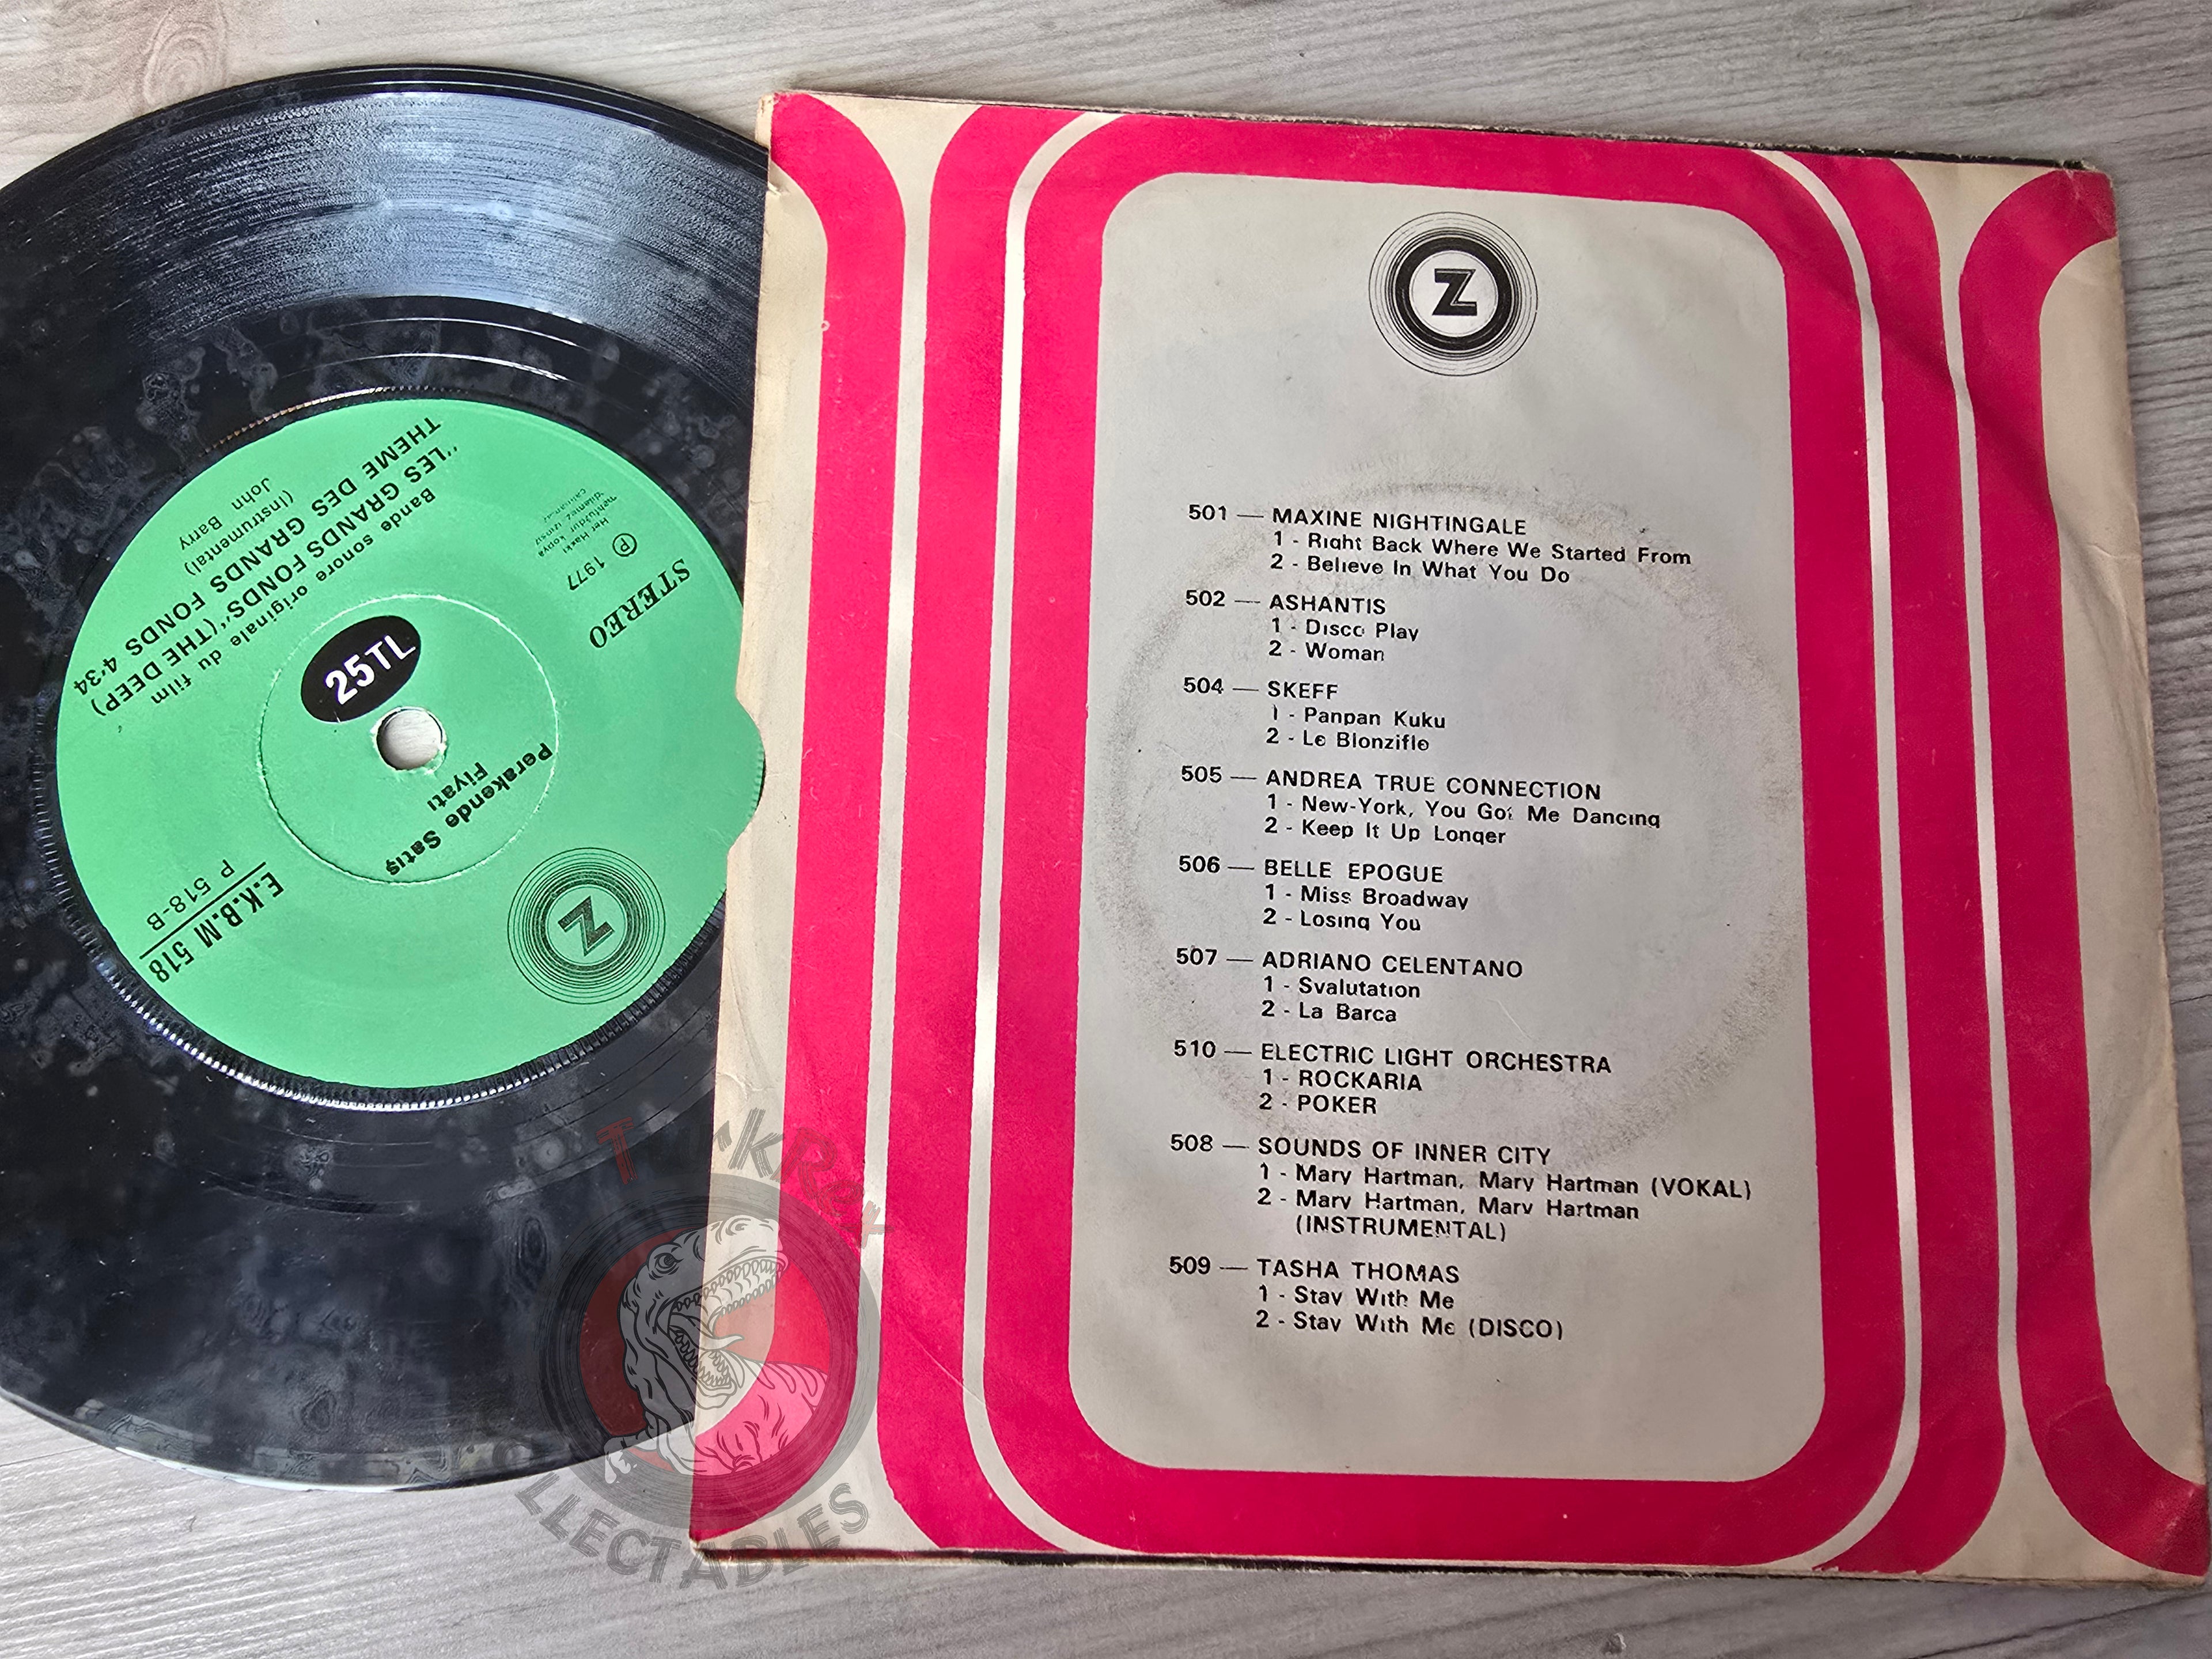 THEME DES GRANDS FONDS 4'34
"LES GRANDS FONDS," (THE DEEP)
Bande sonore originale du film
(Instrumental)
John Barry
STEREO
Ⓟ 1977
Her Hakkı
25TL
Perakende Satış
Fiyatı
E.K.B.M 518
P 518-B
Z
Z
501 — MAXINE NIGHTINGALE
1 - Right Back Where We Started From
2 - Believe In What You Do
502 — ASHANTIS
1 - Disco Play
2 - Woman
504 — SKEFF
1 - Panpan Kuku
2 - Le Blonziflo
505 — ANDREA TRUE CONNECTION
1 - New-York, You Got Me Dancing
2 - Keep It Up Longer
506 — BELLE EPOGUE
1 - Miss Broadway
2 - Losing You
507 — ADRIANO CELENTANO
1 - Svalutation
2 - La Barca
510 — ELECTRIC LIGHT ORCHESTRA
1 - ROCKARIA
2 - POKER
508 — SOUNDS OF INNER CITY
1 - Mary Hartman, Mary Hartman (VOKAL)
2 - Mary Hartman, Mary Hartman
(INSTRUMENTAL)
509 — TASHA THOMAS
1 - Stay With Me
2 - Stay With Me (DISCO)
TurkRex
LLECTABLES